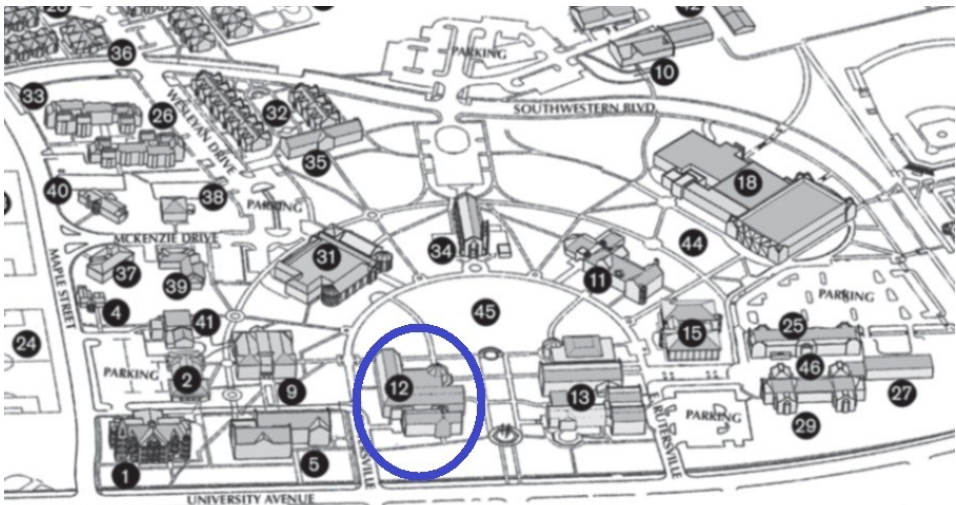 36
PARKING
10
33
26
WESLEYAN DRIVE
32
SOUTHWESTERN BLVD.
35
18
40
38
PARKING
MCKENZIE DRIVE
34
44
31
11
37
39
MAPLE STREET
4
41
45
15
PARKING
25
24
PARKING
2
9
12
13
46
27
E. RUTERSVILLE
PARKING
29
1
5
UNIVERSITY AVENUE